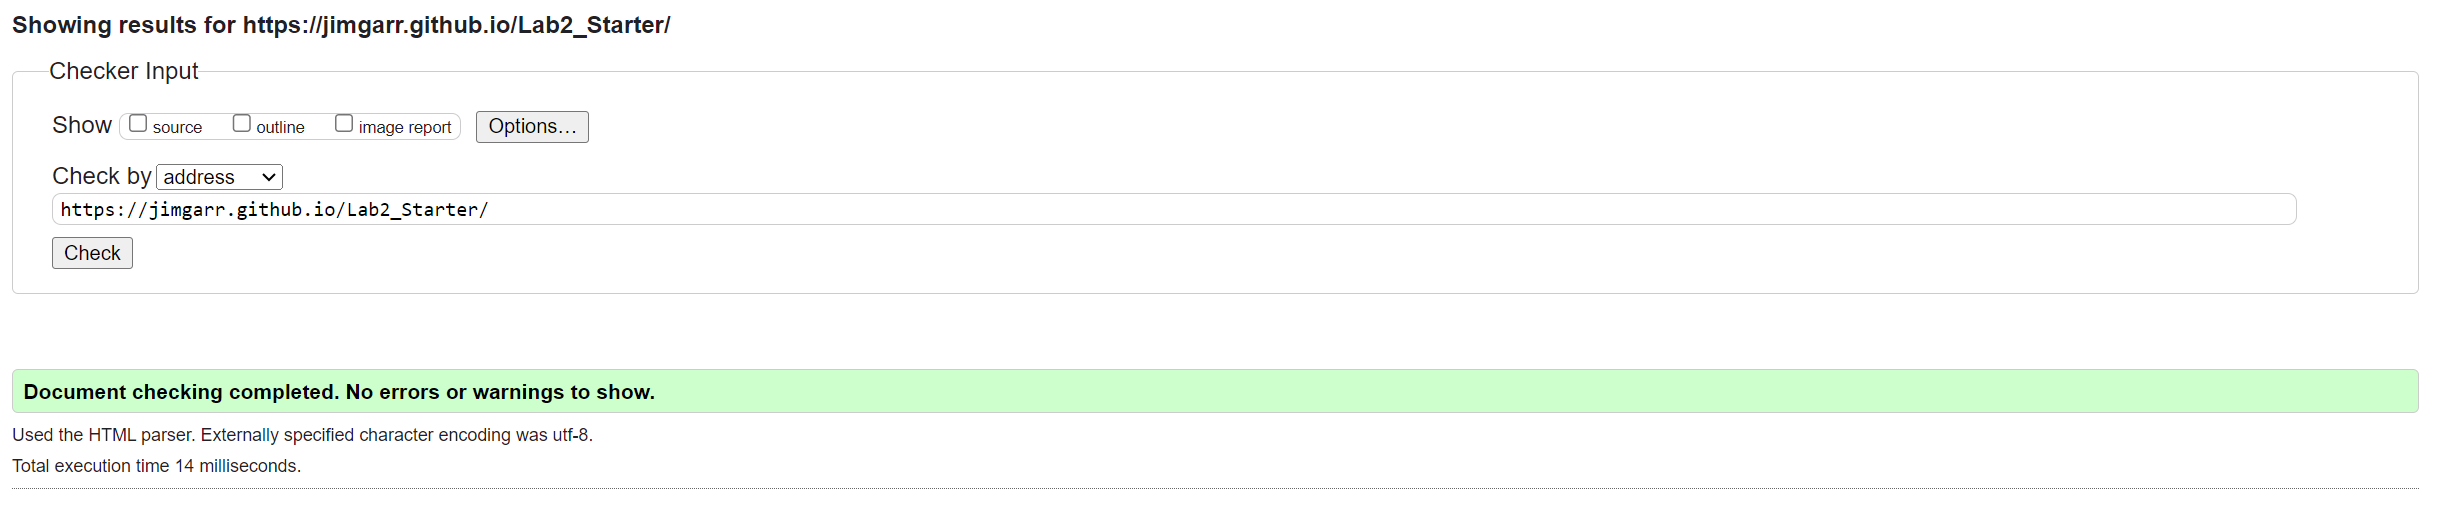 Showing results for https://jimgarr.github.io/Lab2_Starter/
Checker Input
Show source outline image report Options...
Check by address
https://jimgarr.github.io/Lab2_Starter/
Check
Document checking completed. No errors or warnings to show.
Used the HTML parser. Externally specified character encoding was utf-8.
Total execution time 14 milliseconds.